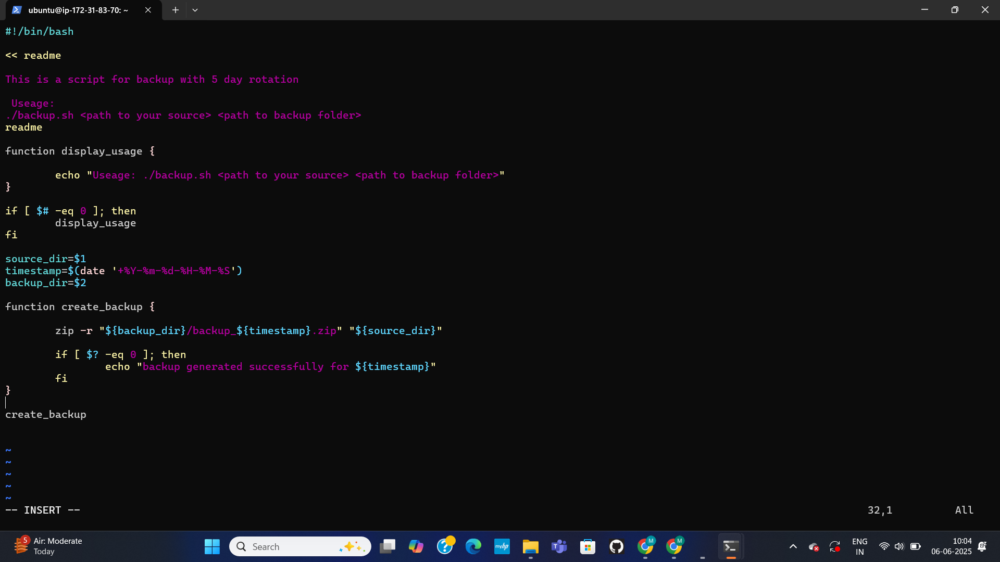 ubuntu@ip-172-31-83-70: ~
#!/bin/bash
<< readme
This is a script for backup with 5 day rotation
Useage:
./backup.sh <path to your source> <path to backup folder>
readme
function display_usage {
echo "Useage: ./backup.sh <path to your source> <path to backup folder>"
}
if [ $# -eq 0 ]; then
display_usage
fi
source_dir=$1
timestamp=$(date '+%Y-%m-%d-%H-%M-%S')
backup_dir=$2
function create_backup {
zip -r "${backup_dir}/backup_${timestamp}.zip" "${source_dir}"
if [ $? -eq 0 ]; then
echo "backup generated successfully for ${timestamp}"
fi
}
create_backup
~
~
~
~
~
-- INSERT --
32,1
All
5
Air: Moderate
Today
Search
myhp
T
M
M
ENG
IN
10:04
06-06-2025